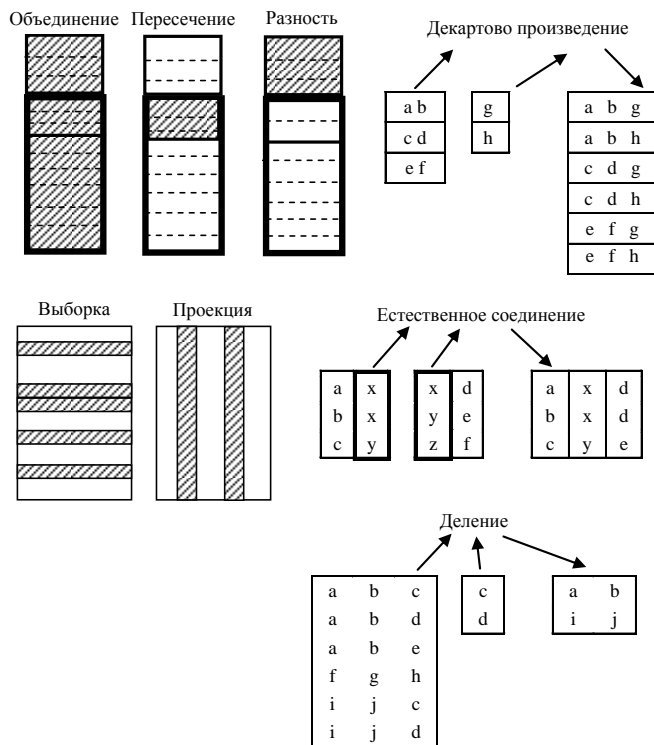 Объединение Пересечение Разность
Декартово произведение
a b
c d
e f
g
h
a b g
a b h
c d g
c d h
e f g
e f h
Выборка Проекция
Естественное соединение
a x
b x
c y
x d
y e
z f
a x d
b x d
c y e
Деление
a b c
a b d
a b e
f g h
i j c
i j d
c
d
a b
i j